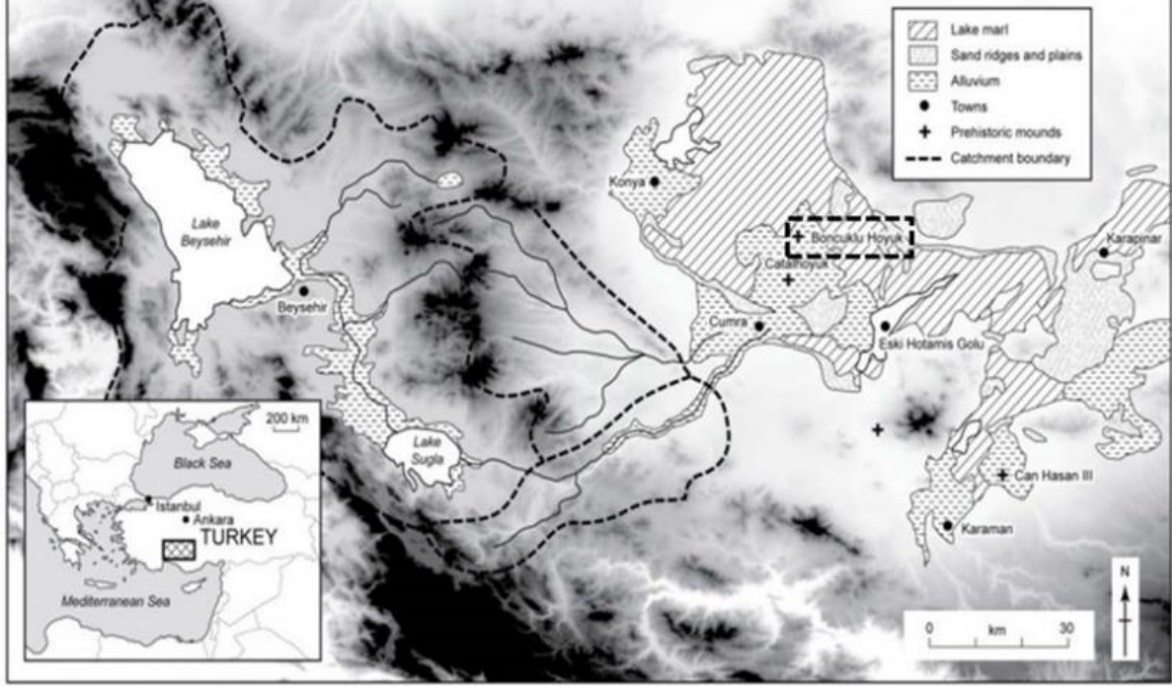 Lake marl
Sand ridges and plains
Alluvium
Towns
Prehistoric mounds
Catchment boundary
Konya
Lake
Beysehir
Boncuklu Hoyuk
Karapinar
Catalhoyuk
Beysehir
Cumra
Eski Hotamis Golu
Lake
Sugla
Can Hasan III
Karaman
200 km
Black Sea
Istanbul
Ankara
TURKEY
Mediterranean Sea
N
0 km 30